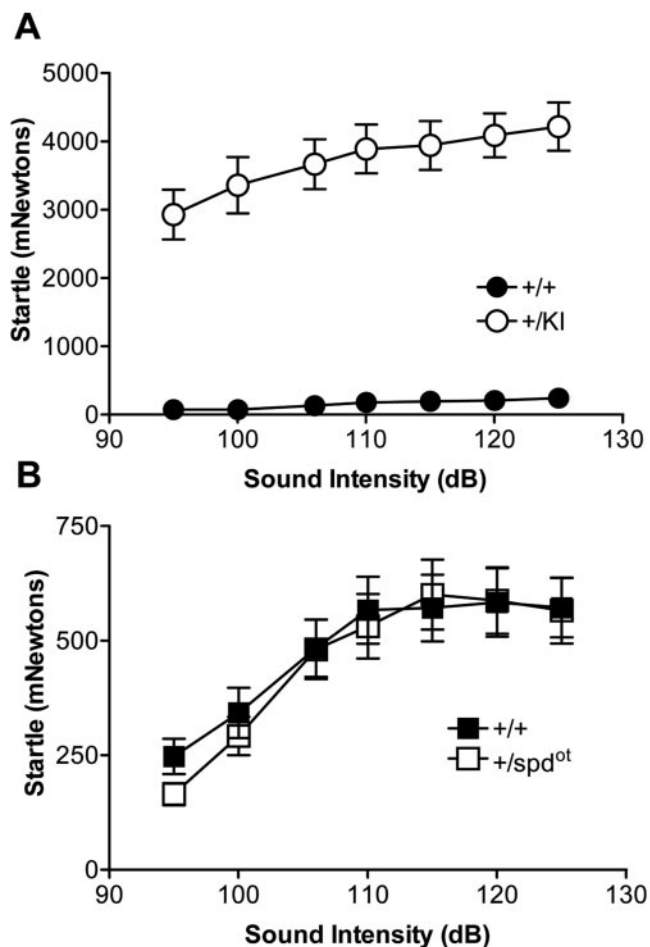 A
5000
4000
3000
2000
1000
0
Startle (mNewtons)
+/+
+/KI
90 100 110 120 130
Sound Intensity (dB)
B
750
500
250
0
Startle (mNewtons)
+/+
+/spdᵒᵗ
90 100 110 120 130
Sound Intensity (dB)